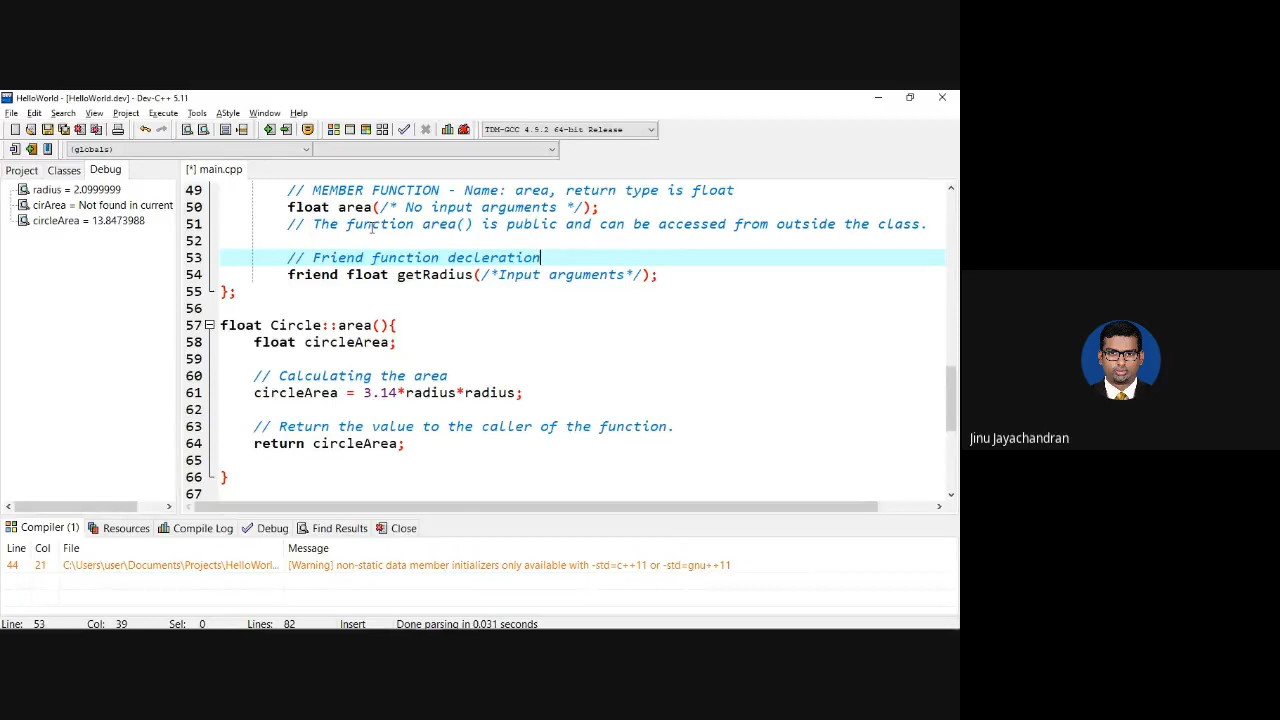 HelloWorld - [HelloWorld.dev] - Dev-C++ 5.11
File Edit Search View Project Execute Tools AStyle Window Help
TDM-GCC 4.9.2 64-bit Release
(globals)
Project Classes Debug [*] main.cpp
radius = 2.0999999
cirArea = Not found in current
circleArea = 13.8473988
49 // MEMBER FUNCTION - Name: area, return type is float
50 float area(/* No input arguments */);
51 // The function area() is public and can be accessed from outside the class.
52
53 // Friend function decleration
54 friend float getRadius(/*Input arguments*/);
55 };
56
57 float Circle::area(){
58 float circleArea;
59
60 // Calculating the area
61 circleArea = 3.14*radius*radius;
62
63 // Return the value to the caller of the function.
64 return circleArea;
65
66 }
67
Compiler (1) Resources Compile Log Debug Find Results Close
Line Col File Message
44 21 C:\Users\user\Documents\Projects\HelloWorl... [Warning] non-static data member initializers only available with -std=c++11 or -std=gnu++11
Line: 53 Col: 39 Sel: 0 Lines: 82 Insert Done parsing in 0.031 seconds
Jinu Jayachandran